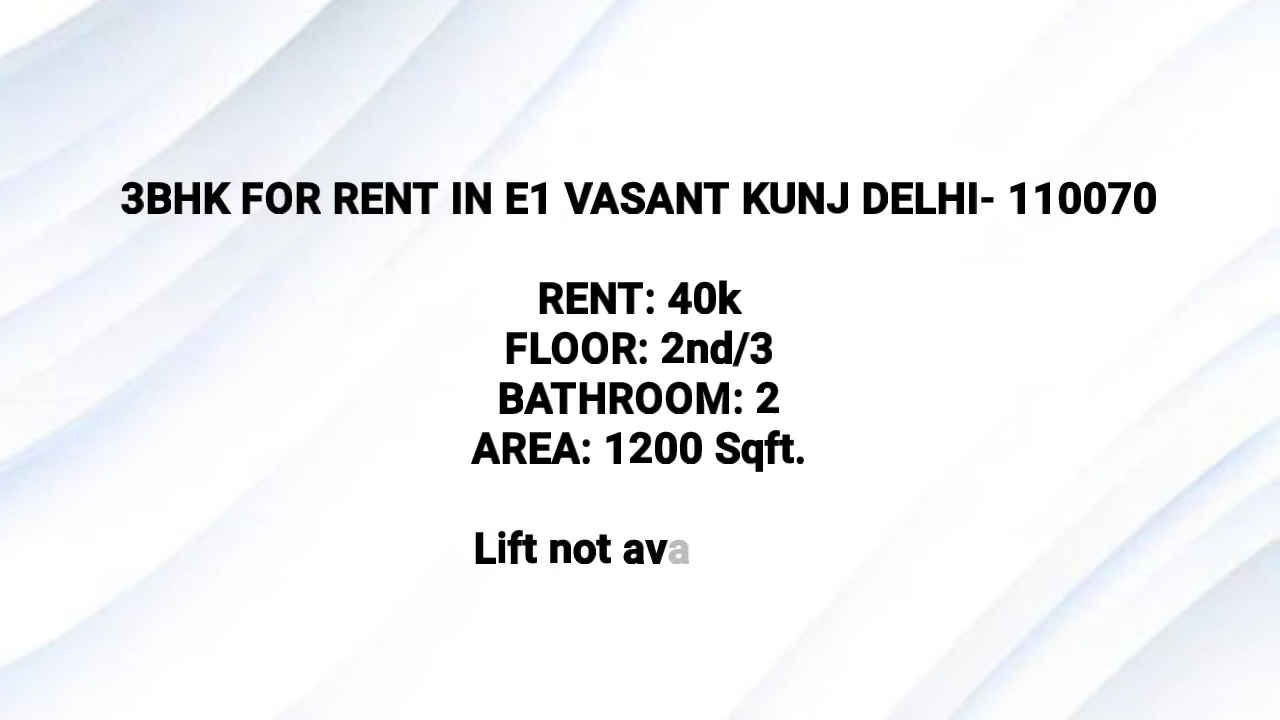 3BHK FOR RENT IN E1 VASANT KUNJ DELHI- 110070
RENT: 40k
FLOOR: 2nd/3
BATHROOM: 2
AREA: 1200 Sqft.
Lift not ava